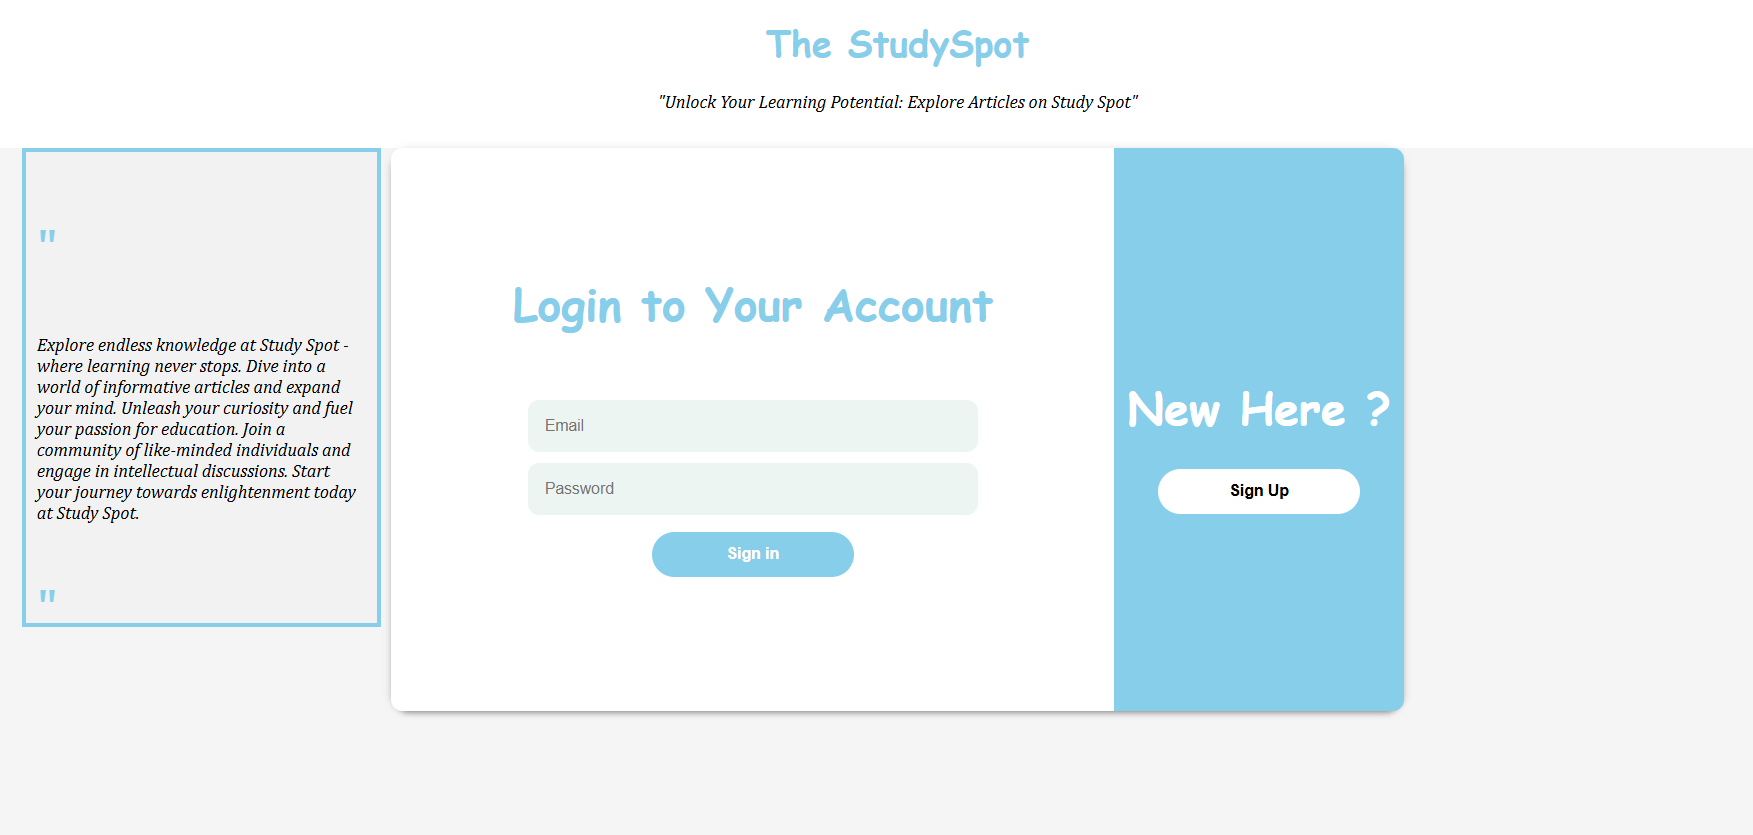 The StudySpot
"Unlock Your Learning Potential: Explore Articles on Study Spot"
"
Explore endless knowledge at Study Spot -
where learning never stops. Dive into a
world of informative articles and expand
your mind. Unleash your curiosity and fuel
your passion for education. Join a
community of like-minded individuals and
engage in intellectual discussions. Start
your journey towards enlightenment today
at Study Spot.
"
Login to Your Account
Email
Password
Sign in
New Here ?
Sign Up